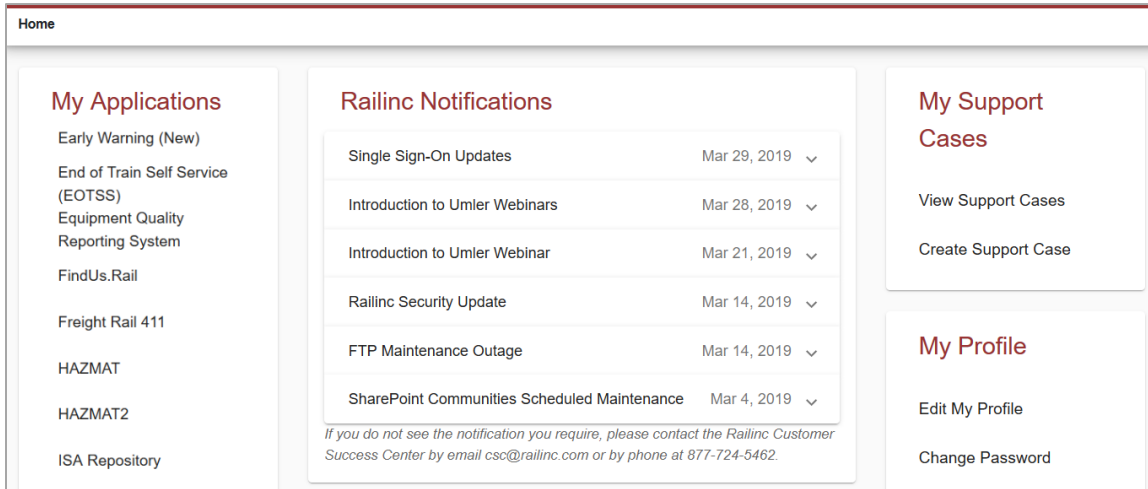 Home
My Applications
Early Warning (New)
End of Train Self Service
(EOTSS)
Equipment Quality
Reporting System
FindUs.Rail
Freight Rail 411
HAZMAT
HAZMAT2
ISA Repository
Railinc Notifications
Single Sign-On Updates Mar 29, 2019
Introduction to Umler Webinars Mar 28, 2019
Introduction to Umler Webinar Mar 21, 2019
Railinc Security Update Mar 14, 2019
FTP Maintenance Outage Mar 14, 2019
SharePoint Communities Scheduled Maintenance Mar 4, 2019
If you do not see the notification you require, please contact the Railinc Customer
Success Center by email csc@railinc.com or by phone at 877-724-5462.
My Support
Cases
View Support Cases
Create Support Case
My Profile
Edit My Profile
Change Password